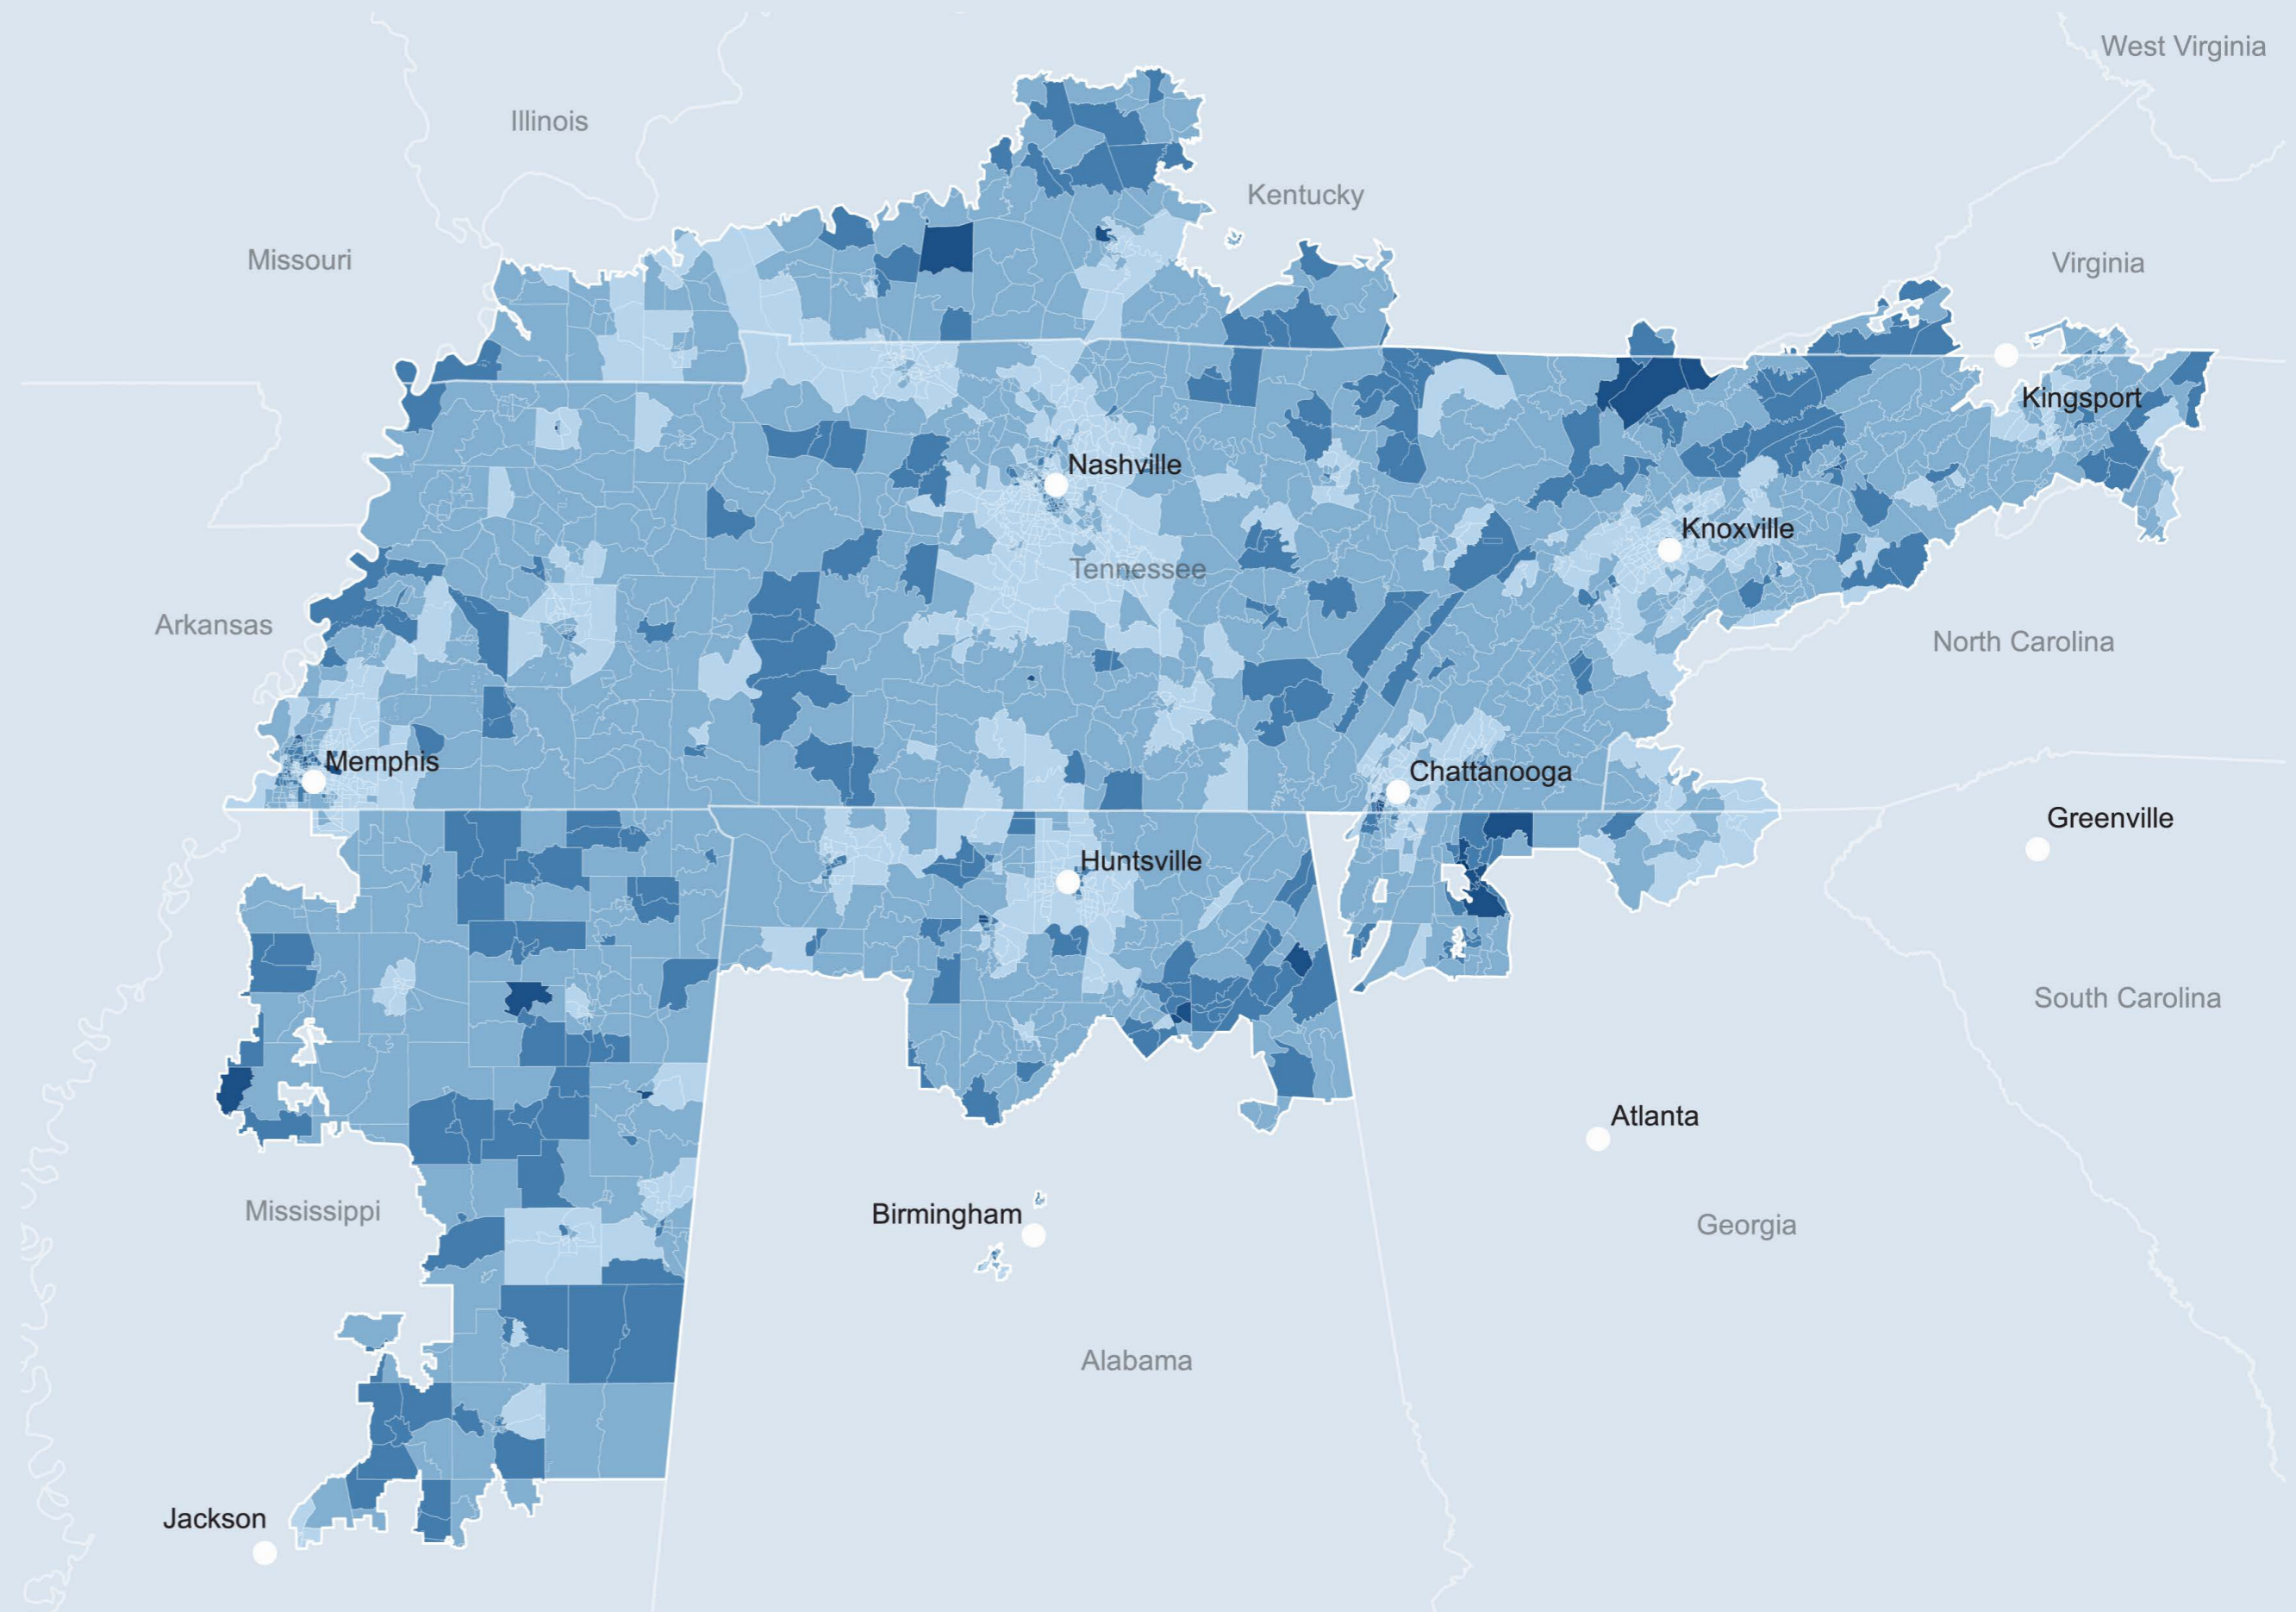 West Virginia
Illinois
Kentucky
Missouri
Virginia
Kingsport
Nashville
Knoxville
Tennessee
Arkansas
North Carolina
Memphis
Chattanooga
Greenville
Huntsville
South Carolina
Atlanta
Mississippi
Birmingham
Georgia
Alabama
Jackson